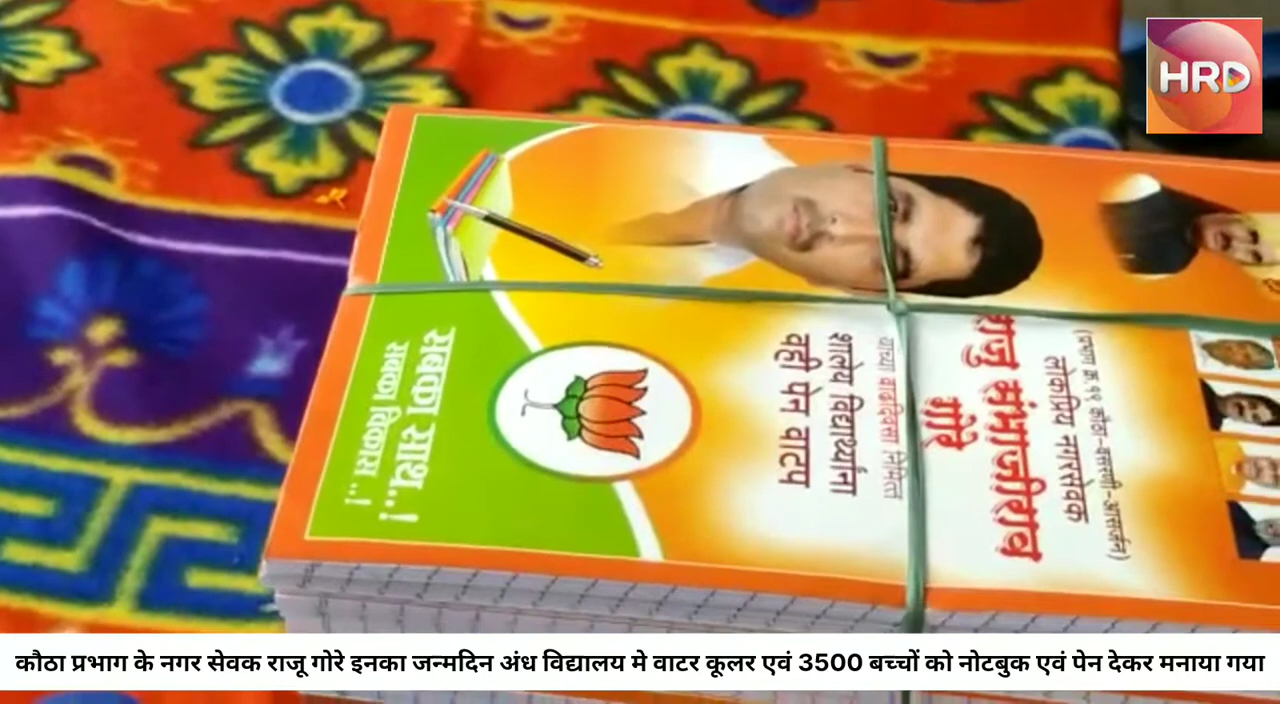 HRD
सबका साथ..!
सबका विकास..!
(प्रभाग क्र.१९ कौठा-वसरणी-असर्जन)
लोकप्रिय नगरसेवक
राजु संभाजीराव
गोरे
यांच्या वाढदिवसा निमित्त
शालेय विद्यार्थ्यांना
वही पेन वाटप
कौठा प्रभाग के नगर सेवक राजू गोरे इनका जन्मदिन अंध विद्यालय मे वाटर कूलर एवं 3500 बच्चों को नोटबुक एवं पेन देकर मनाया गया